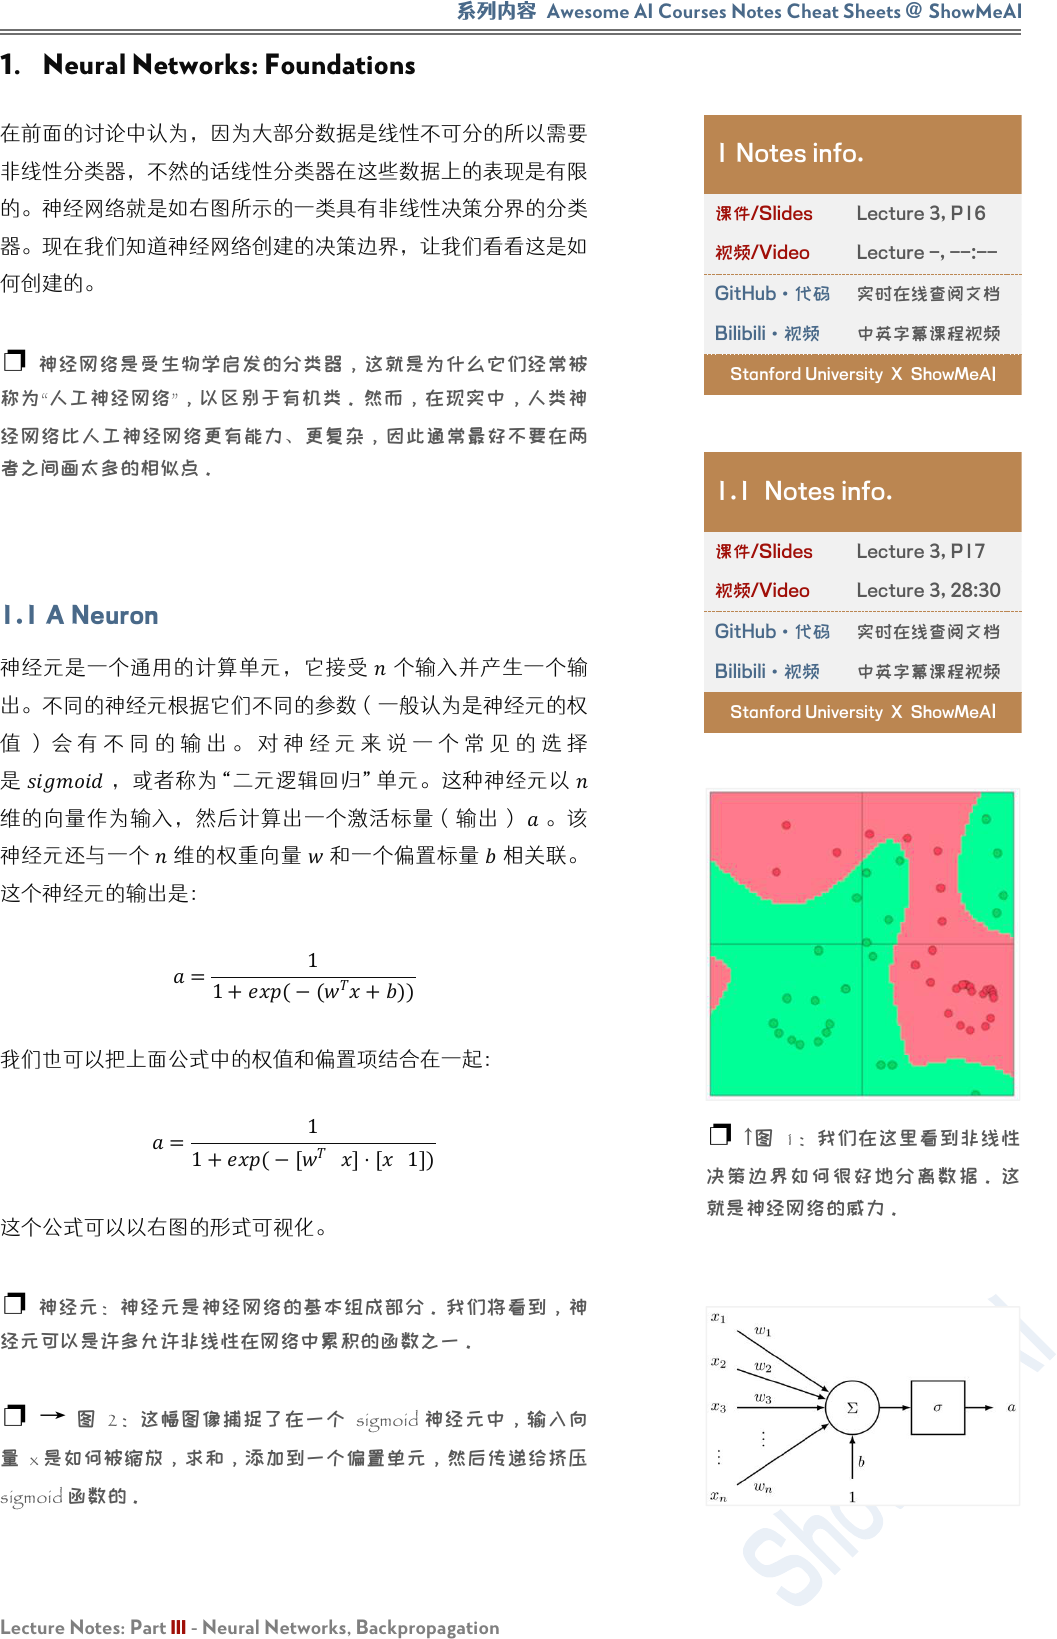 系列内容 Awesome AI Courses Notes Cheat Sheets @ ShowMeAI
1. Neural Networks: Foundations
在前面的讨论中认为，因为大部分数据是线性不可分的所以需要
非线性分类器，不然的话线性分类器在这些数据上的表现是有限
的。神经网络就是如右图所示的一类具有非线性决策分界的分类
器。现在我们知道神经网络创建的决策边界，让我们看看这是如
何创建的。
❐ 神经网络是受生物学启发的分类器，这就是为什么它们经常被
称为“人工神经网络”，以区别于有机类。然而，在现实中，人类神
经网络比人工神经网络更有能力、更复杂，因此通常最好不要在两
者之间画太多的相似点。
1.1 A Neuron
神经元是一个通用的计算单元，它接受 n 个输入并产生一个输
出。不同的神经元根据它们不同的参数（一般认为是神经元的权
值）会有不同的输出。对神经元来说一个常见的选择
是 sigmoid ，或者称为 “二元逻辑回归” 单元。这种神经元以 n
维的向量作为输入，然后计算出一个激活标量（输出） a 。该
神经元还与一个 n 维的权重向量 w 和一个偏置标量 b 相关联。
这个神经元的输出是：
a = 1 / 1 + exp( − (w^T x + b))
我们也可以把上面公式中的权值和偏置项结合在一起：
a = 1 / 1 + exp( − [w^T x] · [x 1])
这个公式可以以右图的形式可视化。
❐ 神经元：神经元是神经网络的基本组成部分。我们将看到，神
经元可以是许多允许非线性在网络中累积的函数之一。
❐ → 图 2：这幅图像捕捉了在一个 sigmoid 神经元中，输入向
量 x 是如何被缩放，求和，添加到一个偏置单元，然后传递给挤压
sigmoid 函数的。
1 Notes info.
课件/Slides Lecture 3, P16
视频/Video Lecture -, --:--
GitHub · 代码 实时在线查阅文档
Bilibili · 视频 中英字幕课程视频
Stanford University X ShowMeAI
1.1 Notes info.
课件/Slides Lecture 3, P17
视频/Video Lecture 3, 28:30
GitHub · 代码 实时在线查阅文档
Bilibili · 视频 中英字幕课程视频
Stanford University X ShowMeAI
❐ ↑图 1：我们在这里看到非线性
决策边界如何很好地分离数据。这
就是神经网络的威力。
x1 w1
x2 w2
x3 w3 Σ σ a
⋮ ⋮
b
xn wn 1
Lecture Notes: Part III - Neural Networks, Backpropagation